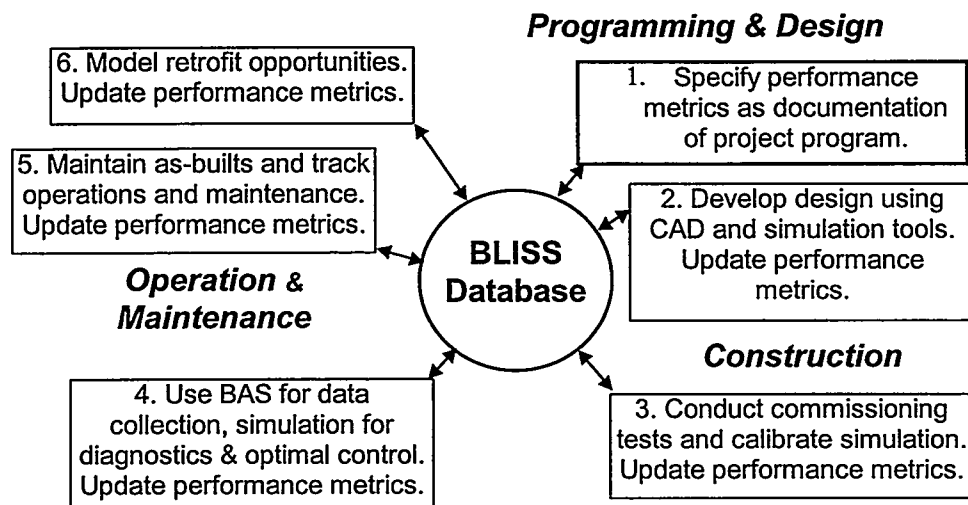 Programming & Design
1. Specify performance
metrics as documentation
of project program.
2. Develop design using
CAD and simulation tools.
Update performance
metrics.
Construction
3. Conduct commissioning
tests and calibrate simulation.
Update performance metrics.
4. Use BAS for data
collection, simulation for
diagnostics & optimal control.
Update performance metrics.
Operation &
Maintenance
5. Maintain as-builts and track
operations and maintenance.
Update performance metrics.
6. Model retrofit opportunities.
Update performance metrics.
BLISS
Database